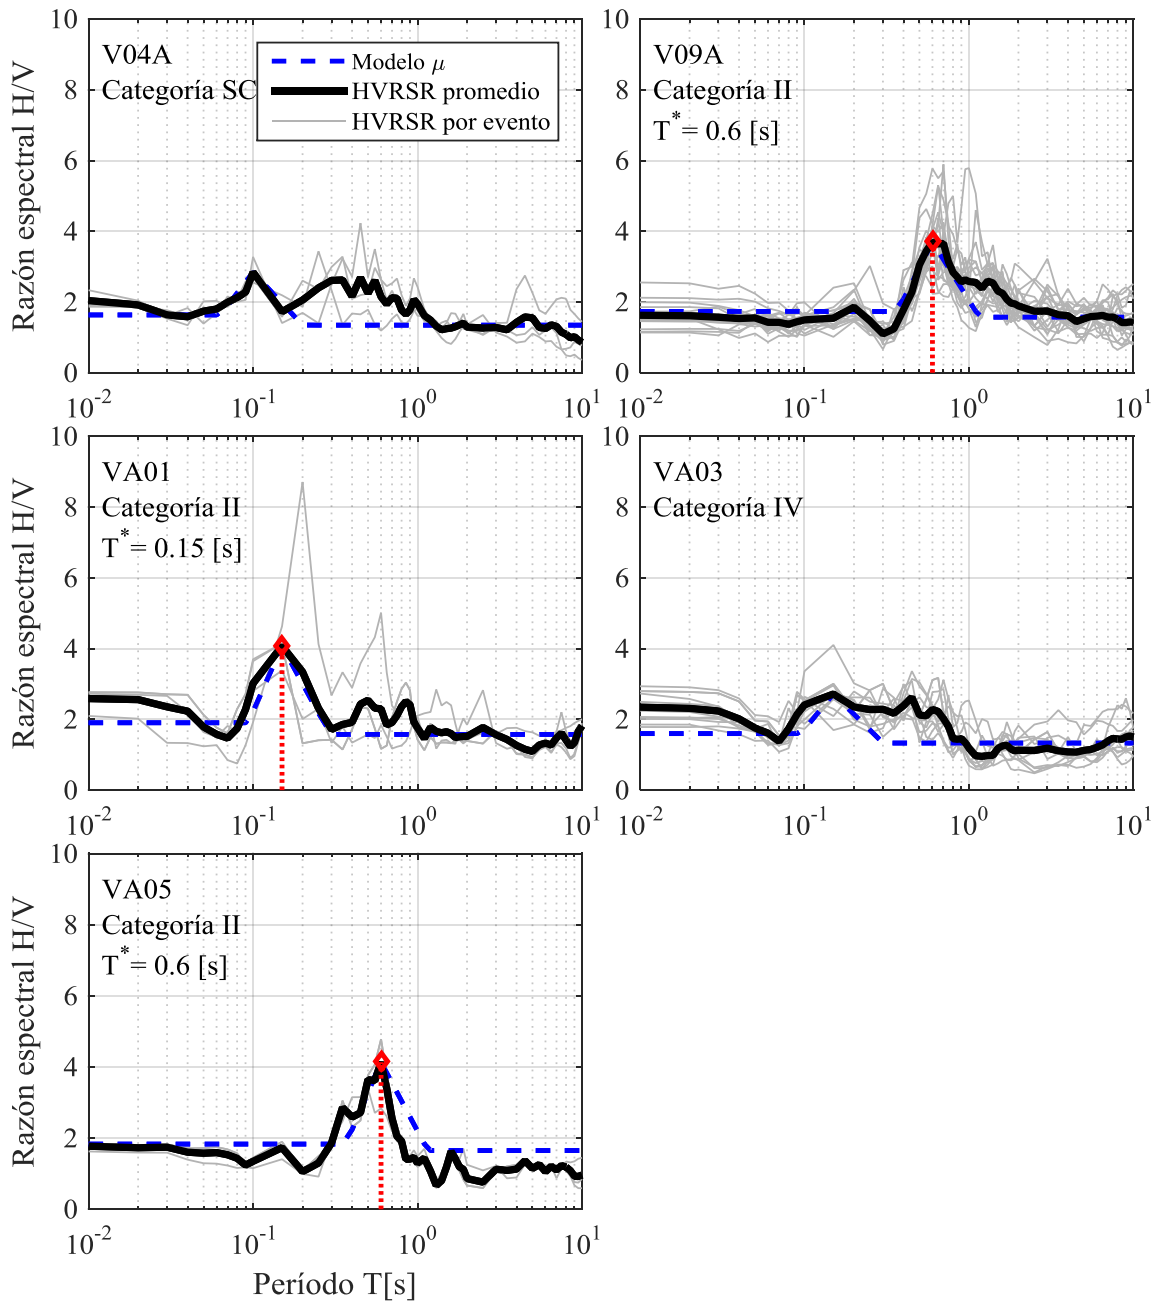 V04A
Categoría SC
Modelo μ
HVRSR promedio
HVRSR por evento
Razón espectral H/V
10
8
6
4
2
0
10^-2
10^-1
10^0
10^1
V09A
Categoría II
T* = 0.6 [s]
10
8
6
4
2
0
10^-2
10^-1
10^0
10^1
VA01
Categoría II
T* = 0.15 [s]
Razón espectral H/V
10
8
6
4
2
0
10^-2
10^-1
10^0
10^1
VA03
Categoría IV
10
8
6
4
2
0
10^-2
10^-1
10^0
10^1
VA05
Categoría II
T* = 0.6 [s]
Razón espectral H/V
10
8
6
4
2
0
10^-2
10^-1
10^0
10^1
Período T[s]